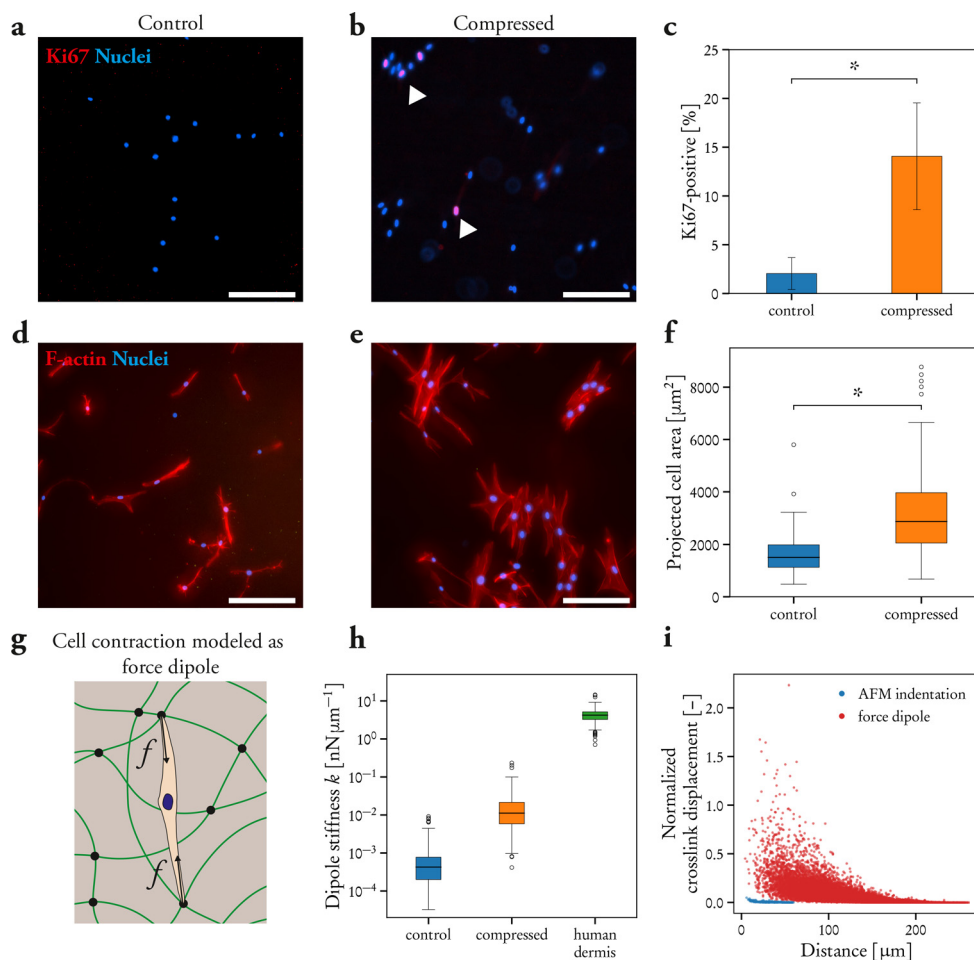 a
Control
Ki67 Nuclei
b
Compressed
c
Ki67-positive [%]
25
20
15
10
5
0
*
control
compressed
d
F-actin Nuclei
e
f
Projected cell area [μm²]
8000
6000
4000
2000
0
*
control
compressed
g
Cell contraction modeled as
force dipole
f
f
h
Dipole stiffness k [nNμm⁻¹]
10¹
10⁰
10⁻¹
10⁻²
10⁻³
10⁻⁴
control
compressed
human
dermis
i
Normalized
crosslink displacement [-]
2.0
1.5
1.0
0.5
0.0
AFM indentation
force dipole
0
100
200
Distance [μm]